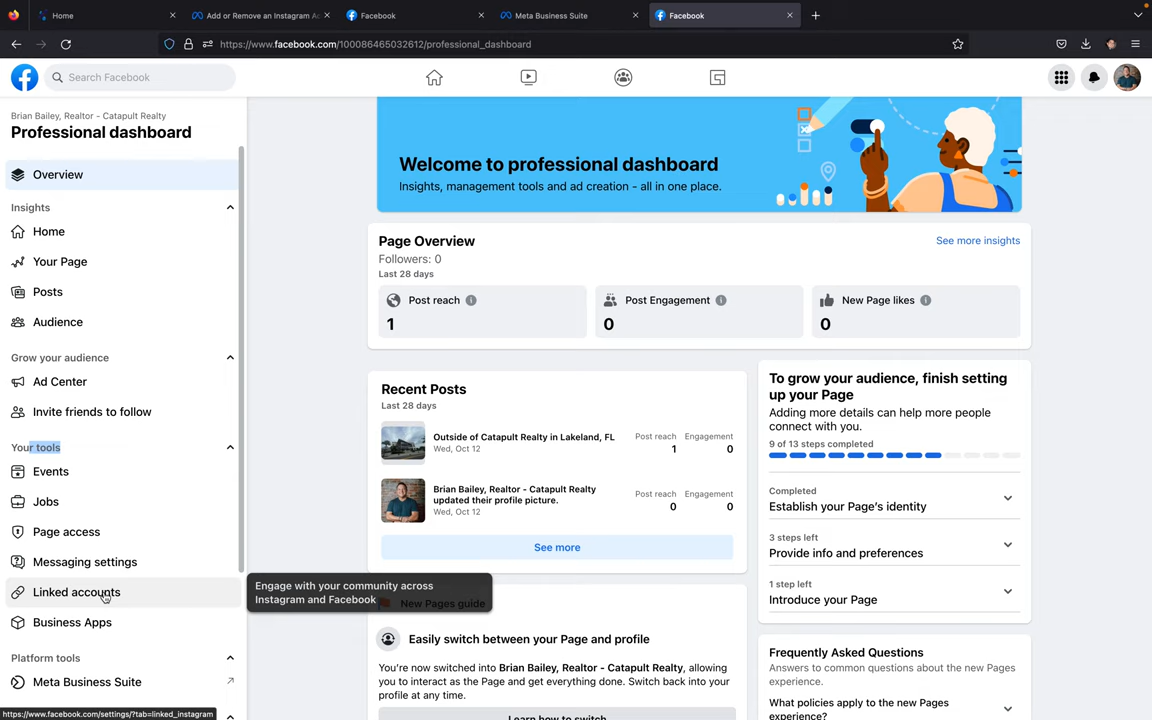 Home
Add or Remove an Instagram Ac
Facebook
Meta Business Suite
Facebook
https://www.facebook.com/100086465032612/professional_dashboard
Search Facebook
Brian Bailey, Realtor - Catapult Realty
Professional dashboard
Overview
Insights
Home
Your Page
Posts
Audience
Grow your audience
Ad Center
Invite friends to follow
Your tools
Events
Jobs
Page access
Messaging settings
Linked accounts
Business Apps
Platform tools
Meta Business Suite
https://www.facebook.com/settings/?tab=linked_instagram
Engage with your community across
Instagram and Facebook
Welcome to professional dashboard
Insights, management tools and ad creation - all in one place.
Page Overview
See more insights
Followers: 0
Last 28 days
Post reach
1
Post Engagement
0
New Page likes
0
Recent Posts
Last 28 days
Outside of Catapult Realty in Lakeland, FL
Wed, Oct 12
Post reach
1
Engagement
0
Brian Bailey, Realtor - Catapult Realty
updated their profile picture.
Wed, Oct 12
Post reach
0
Engagement
0
See more
New Pages guide
Easily switch between your Page and profile
You're now switched into Brian Bailey, Realtor - Catapult Realty, allowing
you to interact as the Page and get everything done. Switch back into your
profile at any time.
Learn how to switch
To grow your audience, finish setting
up your Page
Adding more details can help more people
connect with you.
9 of 13 steps completed
Completed
Establish your Page's identity
3 steps left
Provide info and preferences
1 step left
Introduce your Page
Frequently Asked Questions
Answers to common questions about the new Pages
experience.
What policies apply to the new Pages
experience?